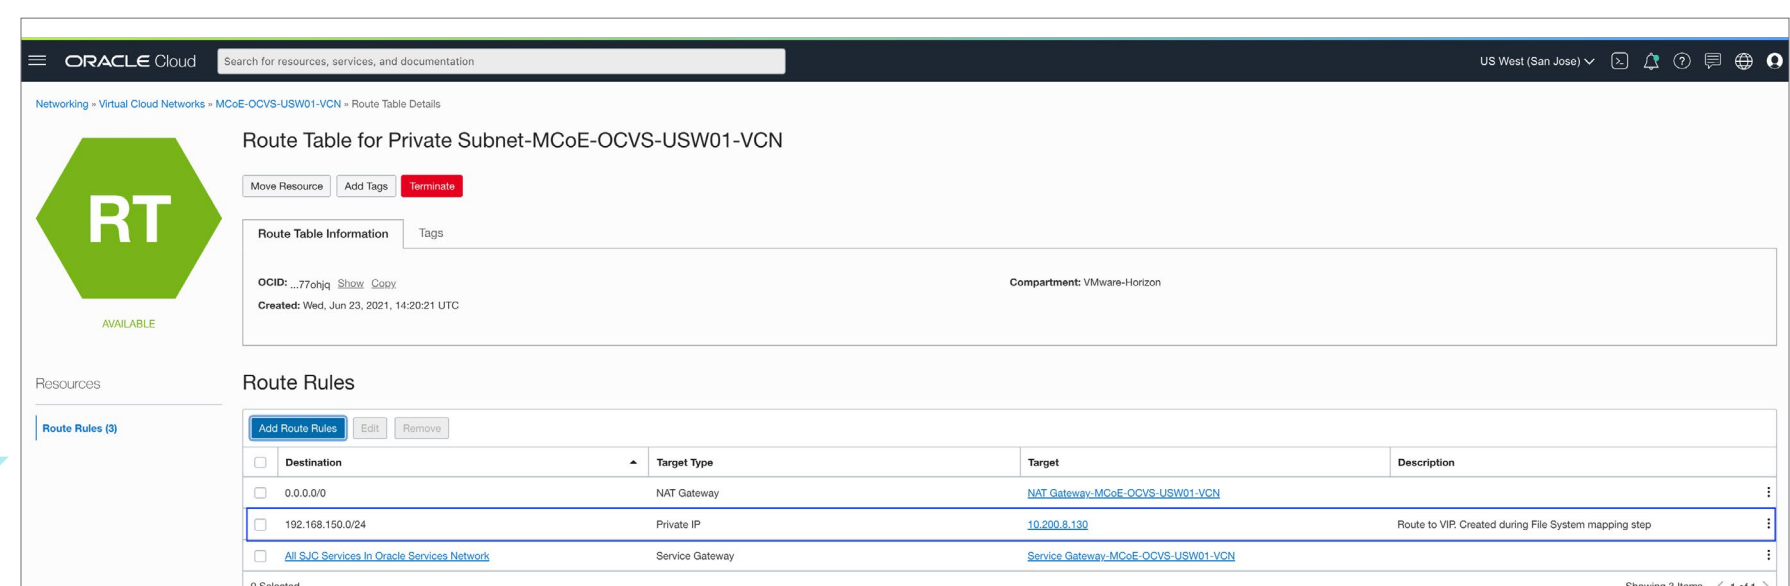 ORACLE Cloud
Search for resources, services, and documentation
US West (San Jose)
Networking » Virtual Cloud Networks » MCoE-OCVS-USW01-VCN » Route Table Details
RT
AVAILABLE
Route Table for Private Subnet-MCoE-OCVS-USW01-VCN
Move Resource Add Tags Terminate
Route Table Information Tags
OCID: ...77ohjq Show Copy
Compartment: VMware-Horizon
Created: Wed, Jun 23, 2021, 14:20:21 UTC
Resources
Route Rules (3)
Route Rules
Add Route Rules Edit Remove
Destination Target Type Target Description
0.0.0.0/0 NAT Gateway NAT Gateway-MCoE-OCVS-USW01-VCN
192.168.150.0/24 Private IP 10.200.8.130 Route to VIP. Created during File System mapping step
All SJC Services In Oracle Services Network Service Gateway Service Gateway-MCoE-OCVS-USW01-VCN
0 Selected Showing 3 Items < 1 of 1 >